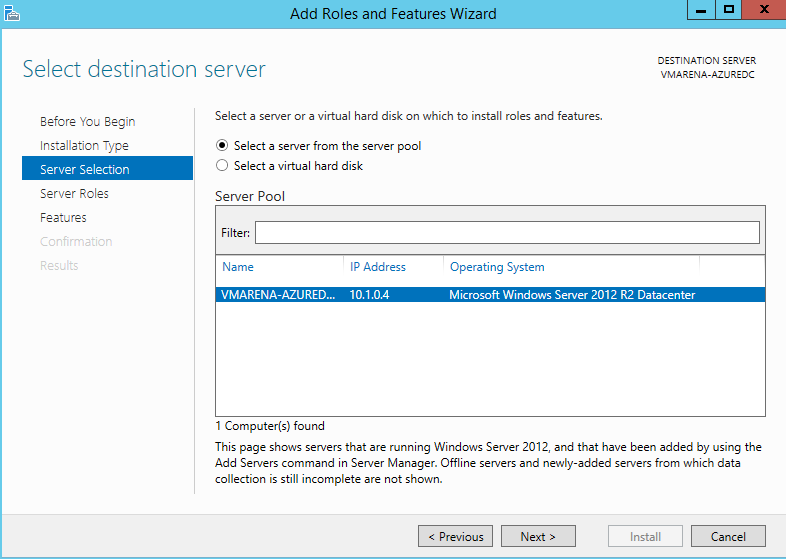 Add Roles and Features Wizard
Select destination server
DESTINATION SERVER
VMARENA-AZUREDC
Before You Begin
Installation Type
Server Selection
Server Roles
Features
Confirmation
Results
Select a server or a virtual hard disk on which to install roles and features.
Select a server from the server pool
Select a virtual hard disk
Server Pool
Filter:
Name IP Address Operating System
VMARENA-AZURED... 10.1.0.4 Microsoft Windows Server 2012 R2 Datacenter
1 Computer(s) found
This page shows servers that are running Windows Server 2012, and that have been added by using the
Add Servers command in Server Manager. Offline servers and newly-added servers from which data
collection is still incomplete are not shown.
< Previous Next > Install Cancel